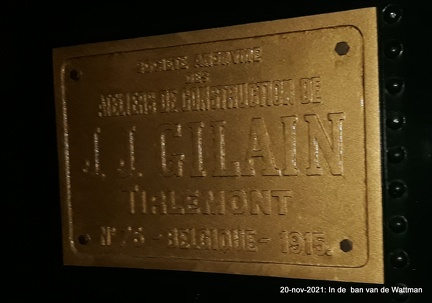 SOCIETE ANONYME
DES
ATELIERS DE CONSTRUCTION DE
J. J. GILAIN
TIRLEMONT
BELGIQUE - 1915.
20-nov-2021: In de ban van de Wattman